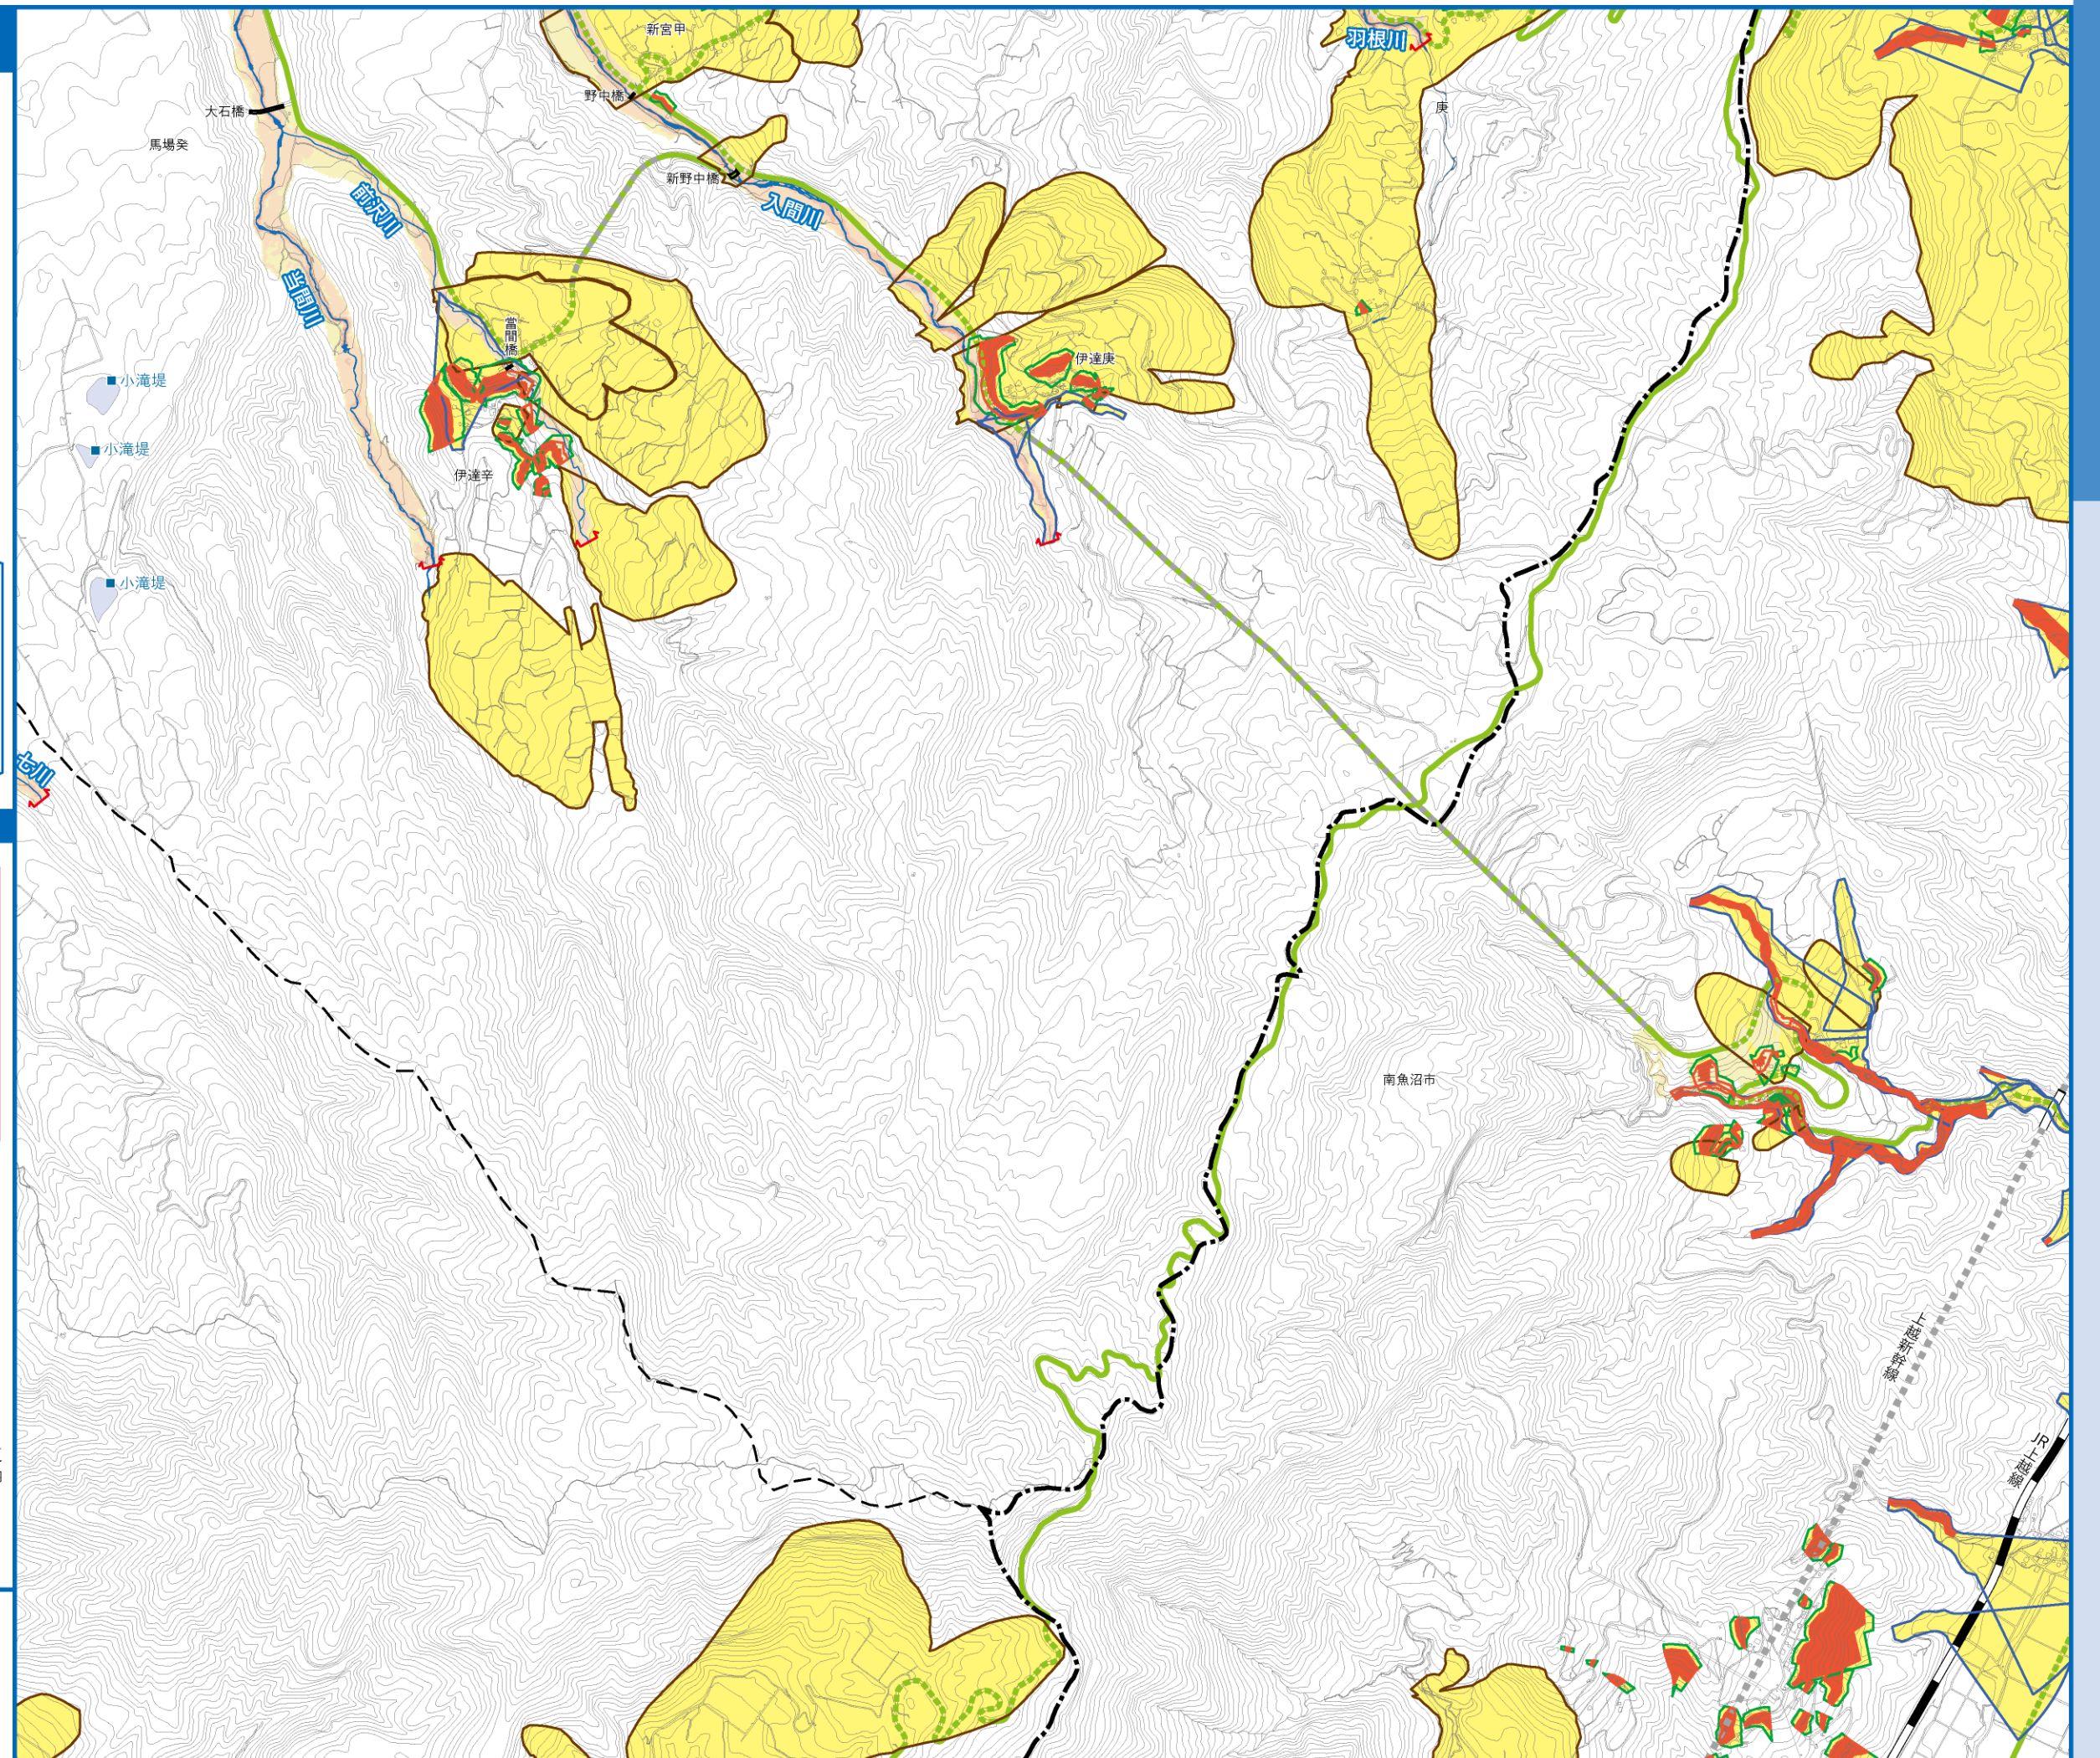 新宮甲
羽根川
野中橋
大石橋
庚
馬場発
新野中橋
前沢川
入間川
当間川
當間橋
伊達庚
小滝堤
小滝堤
伊達辛
小滝堤
七川
南魚沼市
上越新幹線
JR上越線